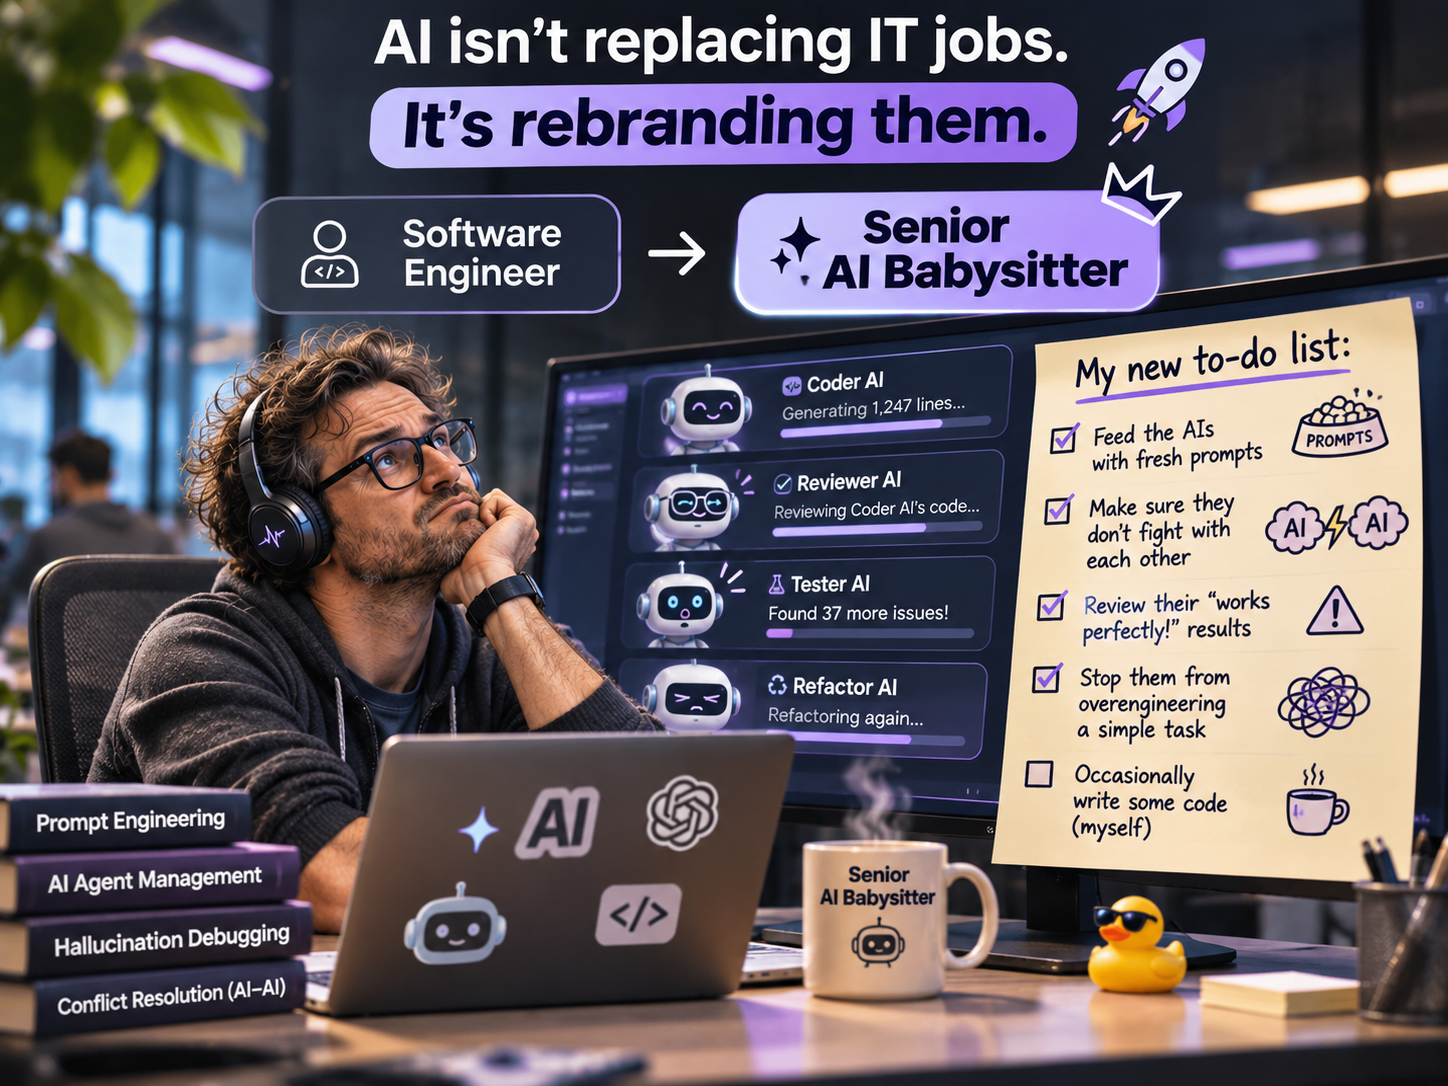 AI isn't replacing IT jobs.
It's rebranding them.
Software
Engineer
Senior
AI Babysitter
Coder AI
Generating 1,247 lines...
Reviewer AI
Reviewing Coder AI's code...
Tester AI
Found 37 more issues!
Refactor AI
Refactoring again...
My new to-do list:
Feed the AIs
with fresh prompts
PROMPTS
Make sure they
don't fight with
each other
AI
AI
Review their "works
perfectly!" results
Stop them from
overengineering
a simple task
Occasionally
write some code
(myself)
Prompt Engineering
AI Agent Management
Hallucination Debugging
Conflict Resolution (AI–AI)
AI
</>
Senior
AI Babysitter